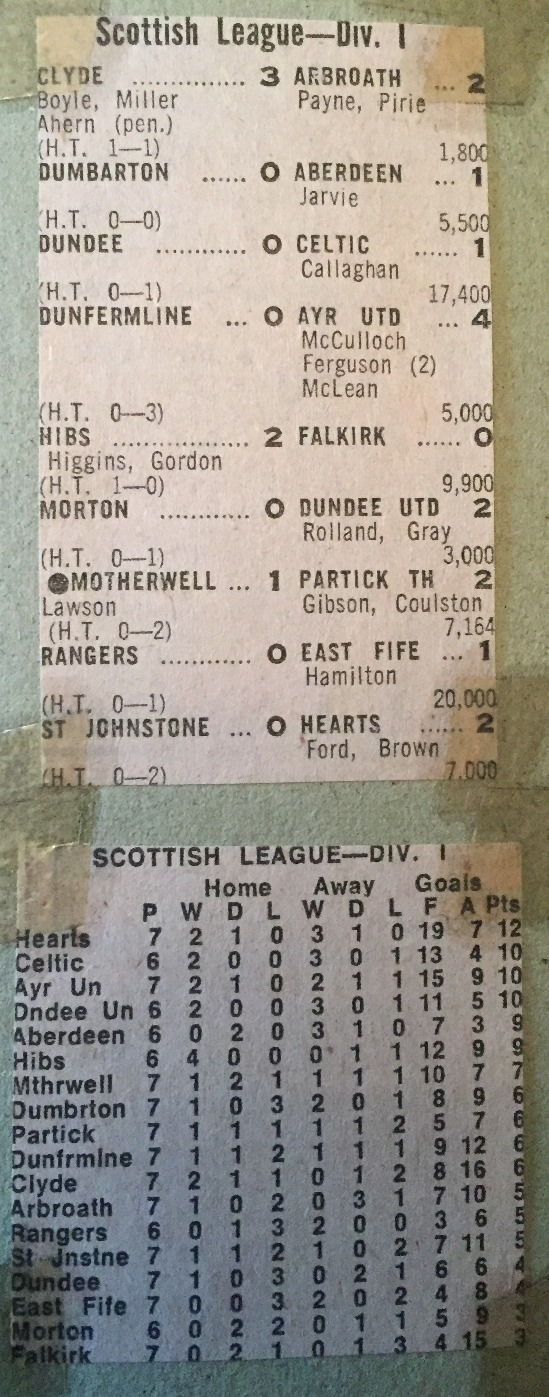 Scottish League—Div. 1
CLYDE .............. 3 ARBROATH ... 2
Boyle, Miller Payne, Pirie
Ahern (pen.)
(H.T. 1—1) 1,800
DUMBARTON ...... 0 ABERDEEN ... 1
Jarvie
(H.T. 0—0) 5,500
DUNDEE ............ 0 CELTIC ...... 1
Callaghan
(H.T. 0—1) 17,400
DUNFERMLINE ... 0 AYR UTD ... 4
McCulloch
Ferguson (2)
McLean
(H.T. 0—3) 5,000
HIBS ................. 2 FALKIRK ...... 0
Higgins, Gordon
(H.T. 1—0) 9,900
MORTON ............ 0 DUNDEE UTD 2
Rolland, Gray
(H.T. 0—1) 3,000
●MOTHERWELL ... 1 PARTICK TH 2
Lawson Gibson, Coulston
(H.T. 0—2) 7,164
RANGERS ............ 0 EAST FIFE ... 1
Hamilton
(H.T. 0—1) 20,000
ST JOHNSTONE ... 0 HEARTS ...... 2
Ford, Brown
(H.T. 0—2) 7.000
SCOTTISH LEAGUE—DIV. 1
Home Away Goals
P W D L W D L F A Pts
Hearts 7 2 1 0 3 1 0 19 7 12
Celtic 6 2 0 0 3 0 1 13 4 10
Ayr Un 7 2 1 0 2 1 1 15 9 10
Dndee Un 6 2 0 0 3 0 1 11 5 10
Aberdeen 6 0 2 0 3 1 0 7 3 9
Hibs 6 4 0 0 0 1 1 12 9 9
Mthrwell 7 1 2 1 1 1 1 10 7 7
Dumbrton 7 1 0 3 2 0 1 8 9 6
Partick 7 1 1 1 1 1 2 5 7 6
Dunfrmlne 7 1 1 2 1 1 1 9 12 6
Clyde 7 2 1 1 0 1 2 8 16 6
Arbroath 7 1 0 2 0 3 1 7 10 5
Rangers 6 0 1 3 2 0 0 3 6 5
St Jnstne 7 1 1 2 1 0 2 7 11 5
Dundee 7 1 0 3 0 2 1 6 6 4
East Fife 7 0 0 3 2 0 2 4 8 4
Morton 6 0 2 2 0 1 1 5 9 3
Falkirk 7 0 2 1 0 1 3 4 15 3